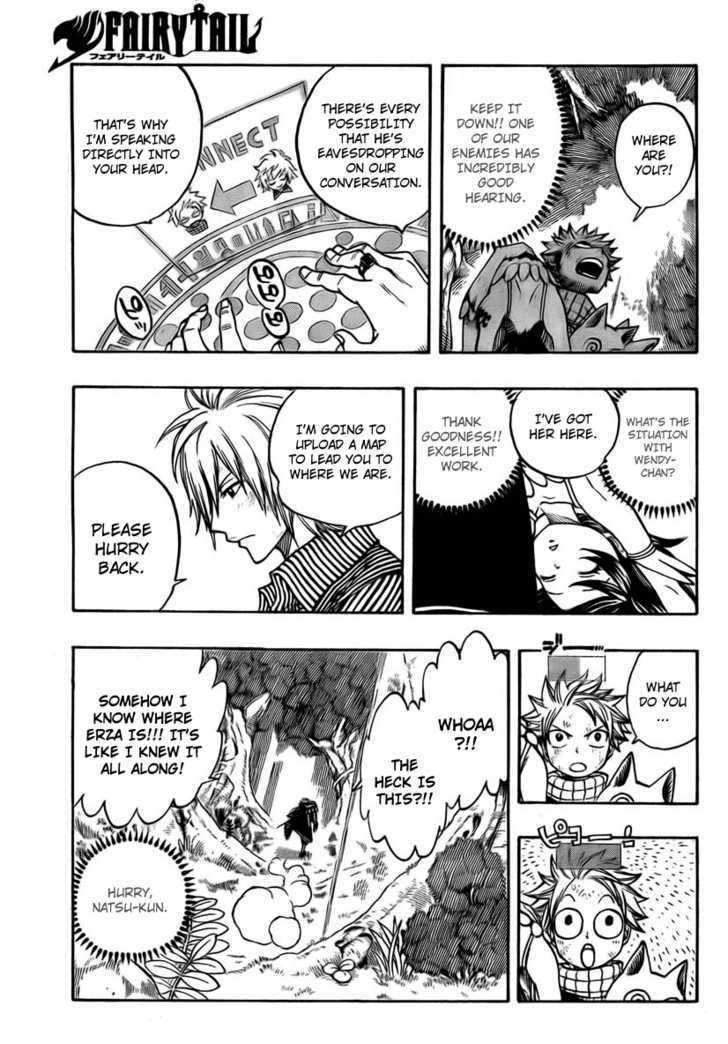 FAIRY TAIL
フェアリーテイル
WHERE
ARE
YOU?!
KEEP IT
DOWN!! ONE
OF OUR
ENEMIES HAS
INCREDIBLY
GOOD
HEARING.
THERE'S EVERY
POSSIBILITY
THAT HE'S
EAVESDROPPING
ON OUR
CONVERSATION.
THAT'S WHY
I'M SPEAKING
DIRECTLY INTO
YOUR HEAD.
NNECT
WHAT'S THE
SITUATION
WITH
WENDY-
CHAN?
I'VE GOT
HER HERE.
THANK
GOODNESS!!
EXCELLENT
WORK.
I'M GOING TO
UPLOAD A MAP
TO LEAD YOU TO
WHERE WE ARE.
PLEASE
HURRY
BACK.
WHAT
DO YOU
...
ピコーン
WHOAA
?!!
THE
HECK IS
THIS?!!
SOMEHOW I
KNOW WHERE
ERZA IS!!! IT'S
LIKE I KNEW IT
ALL ALONG!
HURRY,
NATSU-KUN.